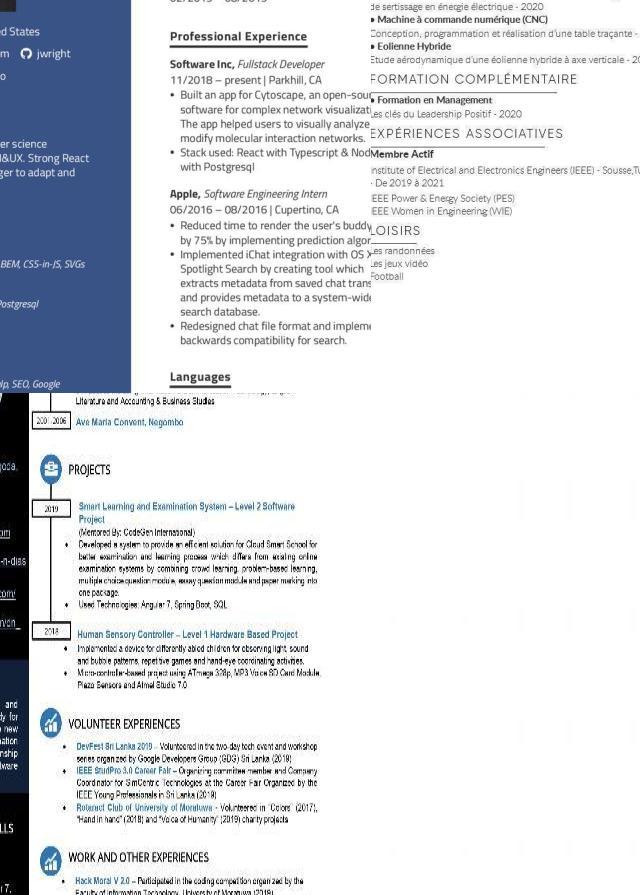 d States
m jwright
o
er science
I&UX. Strong React
ger to adapt and
BEM, CSS-in-JS, SVGs
Postgresql
lp, SEO, Google
02/2019 – 08/2019
Professional Experience
Software Inc, Fullstack Developer
11/2018 – present | Parkhill, CA
• Built an app for Cytoscape, an open-sour
software for complex network visualizati
The app helped users to visually analyze
modify molecular interaction networks.
• Stack used: React with Typescript & Nod
with Postgresql
Apple, Software Engineering Intern
06/2016 – 08/2016 | Cupertino, CA
• Reduced time to render the user's buddy
by 75% by implementing prediction algor
• Implemented iChat integration with OS X
Spotlight Search by creating tool which
extracts metadata from saved chat trans
and provides metadata to a system-wide
search database.
• Redesigned chat file format and impleme
backwards compatibility for search.
Languages
de sertissage en énergie électrique - 2020
• Machine à commande numérique (CNC)
Conception, programmation et réalisation d'une table traçante -
• Eolienne Hybride
Etude aérodynamique d'une éolienne hybride à axe verticale - 20
FORMATION COMPLÉMENTAIRE
• Formation en Management
Les clés du Leadership Positif - 2020
EXPÉRIENCES ASSOCIATIVES
Membre Actif
Institute of Electrical and Electronics Engineers (IEEE) - Sousse,Tu
- De 2019 à 2021
IEEE Power & Energy Society (PES)
IEEE Women in Engineering (WIE)
LOISIRS
Les randonnées
Les jeux vidéo
Football
goda,
om
-n-dias
com/
m/dn_
and
dy for
new
ation
nship
tware
LLS
r 7,
Literature and Accounting & Business Studies
2001-2006 Ave Maria Convent, Negombo
PROJECTS
2019 Smart Learning and Examination System – Level 2 Software
Project
(Mentored By: CodeGen International)
• Developed a system to provide an efficient solution for Cloud Smart School for
better examination and learning process which differs from existing online
examination systems by combining crowd learning, problem-based learning,
multiple choice question module, essay question module and paper marking into
one package.
• Used Technologies: Angular 7, Spring Boot, SQL
2018 Human Sensory Controller – Level 1 Hardware Based Project
• Implemented a device for differently abled children for observing light, sound
and bubble patterns, repetitive games and hand-eye coordinating activities.
• Micro-controller-based project using ATmega 328p, MP3 Voice SD Card Module,
Piezo Sensors and Atmel Studio 7.0
VOLUNTEER EXPERIENCES
• DevFest Sri Lanka 2019 – Volunteered in the two-day tech event and workshop
series organized by Google Developers Group (GDG) Sri Lanka (2019)
• IEEE StudPro 3.0 Career Fair – Organizing committee member and Company
Coordinator for SimCentric Technologies at the Career Fair Organized by the
IEEE Young Professionals in Sri Lanka (2019)
• Rotaract Club of University of Moratuwa - Volunteered in "Colors" (2017),
"Hand in hand" (2018) and "Voice of Humanity" (2019) charity projects
WORK AND OTHER EXPERIENCES
• Hack Moral V 2.0 – Participated in the coding competition organized by the
Faculty of Information Technology, University of Moratuwa (2019)